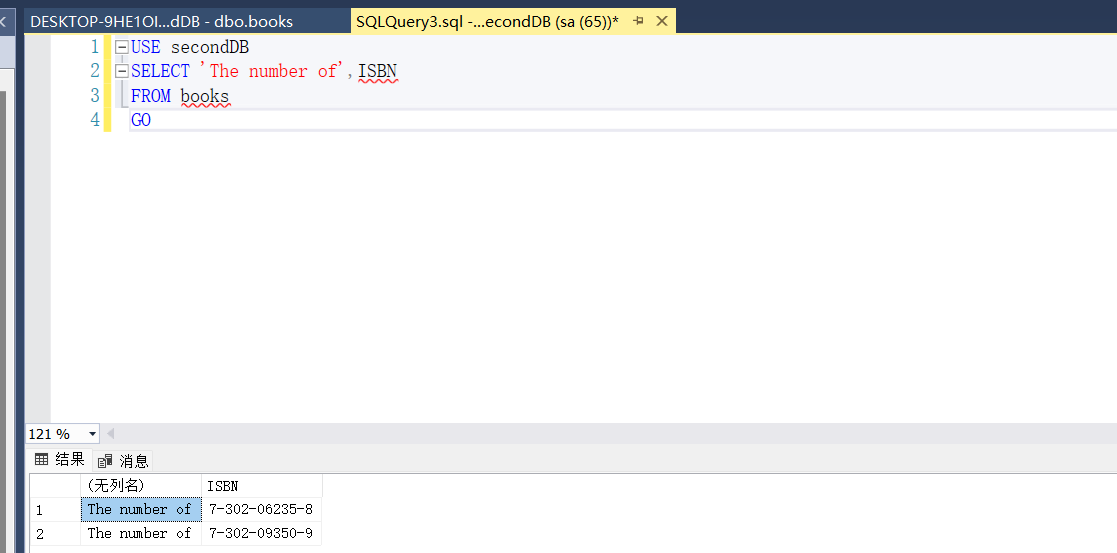 DESKTOP-9HE1OI...dDB - dbo.books
SQLQuery3.sql -...econdDB (sa (65))*
1 USE secondDB
2 SELECT 'The number of',ISBN
3 FROM books
4 GO
121 %
结果 消息
(无列名) ISBN
1 The number of 7-302-06235-8
2 The number of 7-302-09350-9